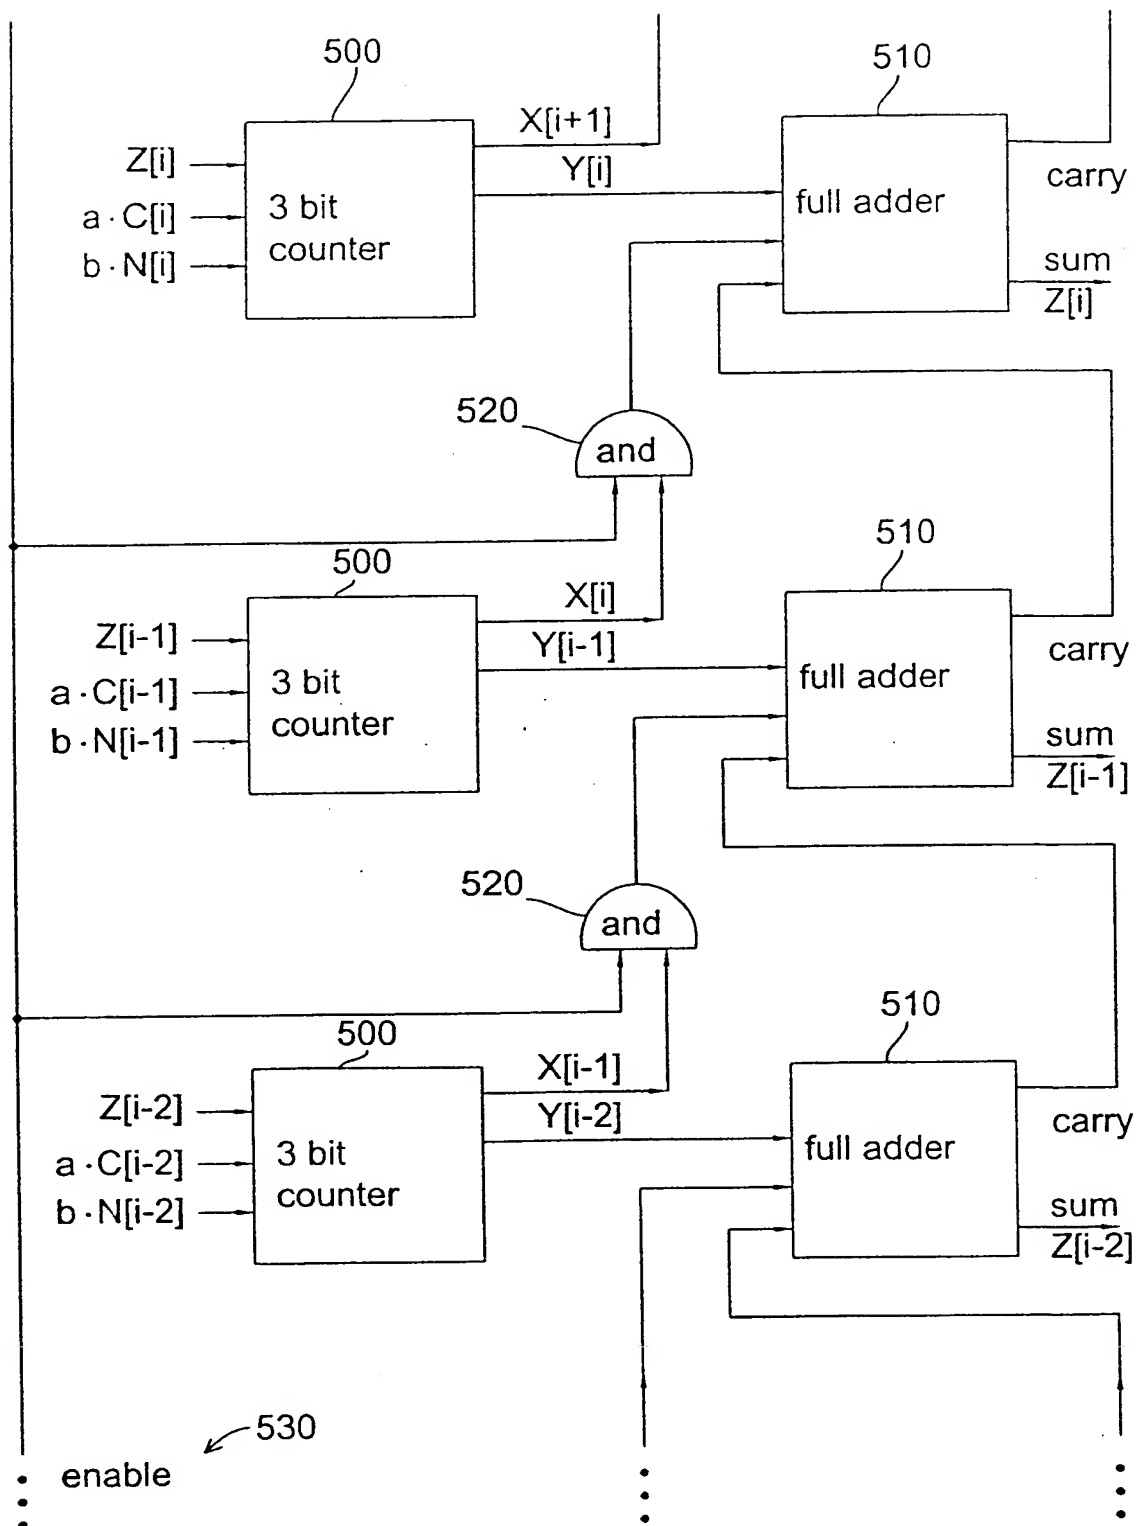 500
510
X[i+1]
Z[i]
Y[i]
carry
a · C[i]
3 bit
counter
full adder
b · N[i]
sum
Z[i]
520
and
510
500
X[i]
Z[i-1]
Y[i-1]
carry
a · C[i-1]
3 bit
counter
full adder
b · N[i-1]
sum
Z[i-1]
520
and
510
500
X[i-1]
Z[i-2]
Y[i-2]
carry
a · C[i-2]
3 bit
counter
full adder
b · N[i-2]
sum
Z[i-2]
530
enable